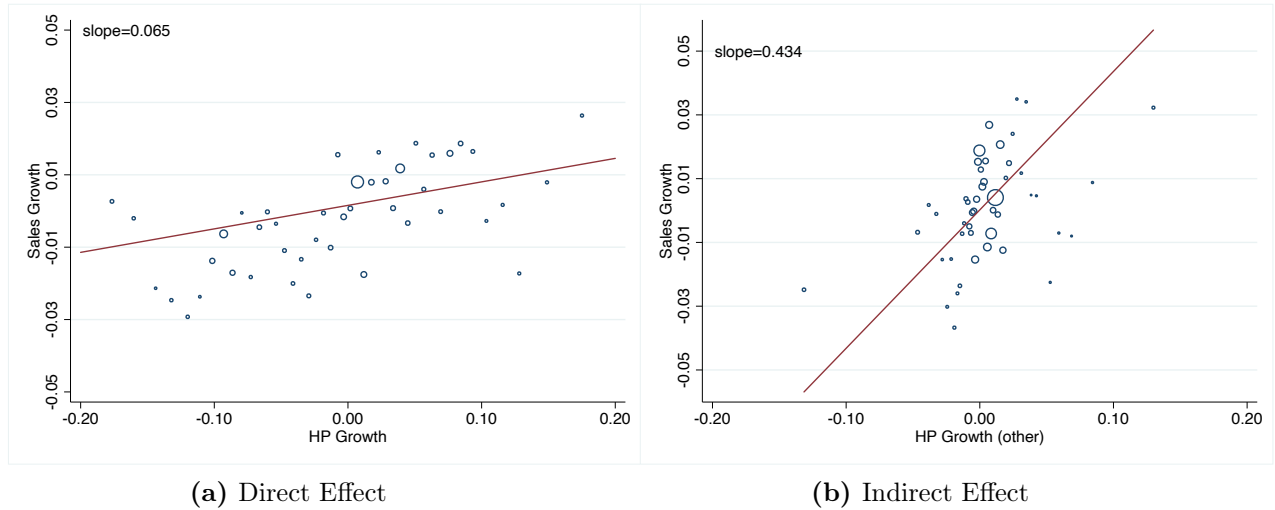 slope=0.065
Sales Growth
0.05
0.03
0.01
-0.01
-0.03
-0.05
-0.20
-0.10
0.00
0.10
0.20
HP Growth
(a) Direct Effect
slope=0.434
Sales Growth
0.05
0.03
0.01
-0.01
-0.03
-0.05
-0.20
-0.10
0.00
0.10
0.20
HP Growth (other)
(b) Indirect Effect